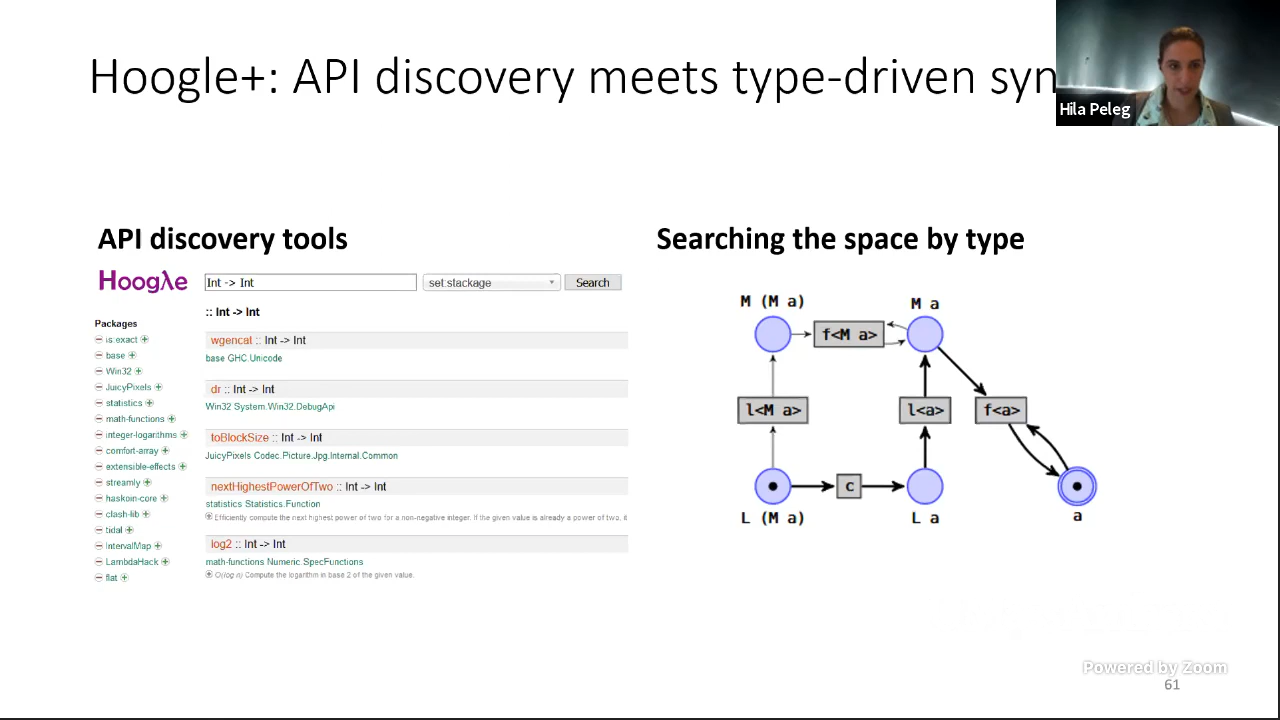 Hoogle+: API discovery meets type-driven syn
Hila Peleg
API discovery tools
Hoogλe
Int -> Int
set:stackage
Search
:: Int -> Int
Packages
is:exact
base
Win32
JuicyPixels
statistics
math-functions
integer-logarithms
comfort-array
extensible-effects
streamly
haskoin-core
clash-lib
tidal
IntervalMap
LambdaHack
flat
wgencat :: Int -> Int
base GHC.Unicode
dr :: Int -> Int
Win32 System.Win32.DebugApi
toBlockSize :: Int -> Int
JuicyPixels Codec.Picture.Jpg.Internal.Common
nextHighestPowerOfTwo :: Int -> Int
statistics Statistics.Function
Efficiently compute the next highest power of two for a non-negative integer. If the given value is already a power of two, it
log2 :: Int -> Int
math-functions Numeric.SpecFunctions
O(log n) Compute the logarithm in base 2 of the given value.
Searching the space by type
M (M a)
M a
f<M a>
l<M a>
l<a>
f<a>
c
L (M a)
L a
a
Powered by Zoom
61